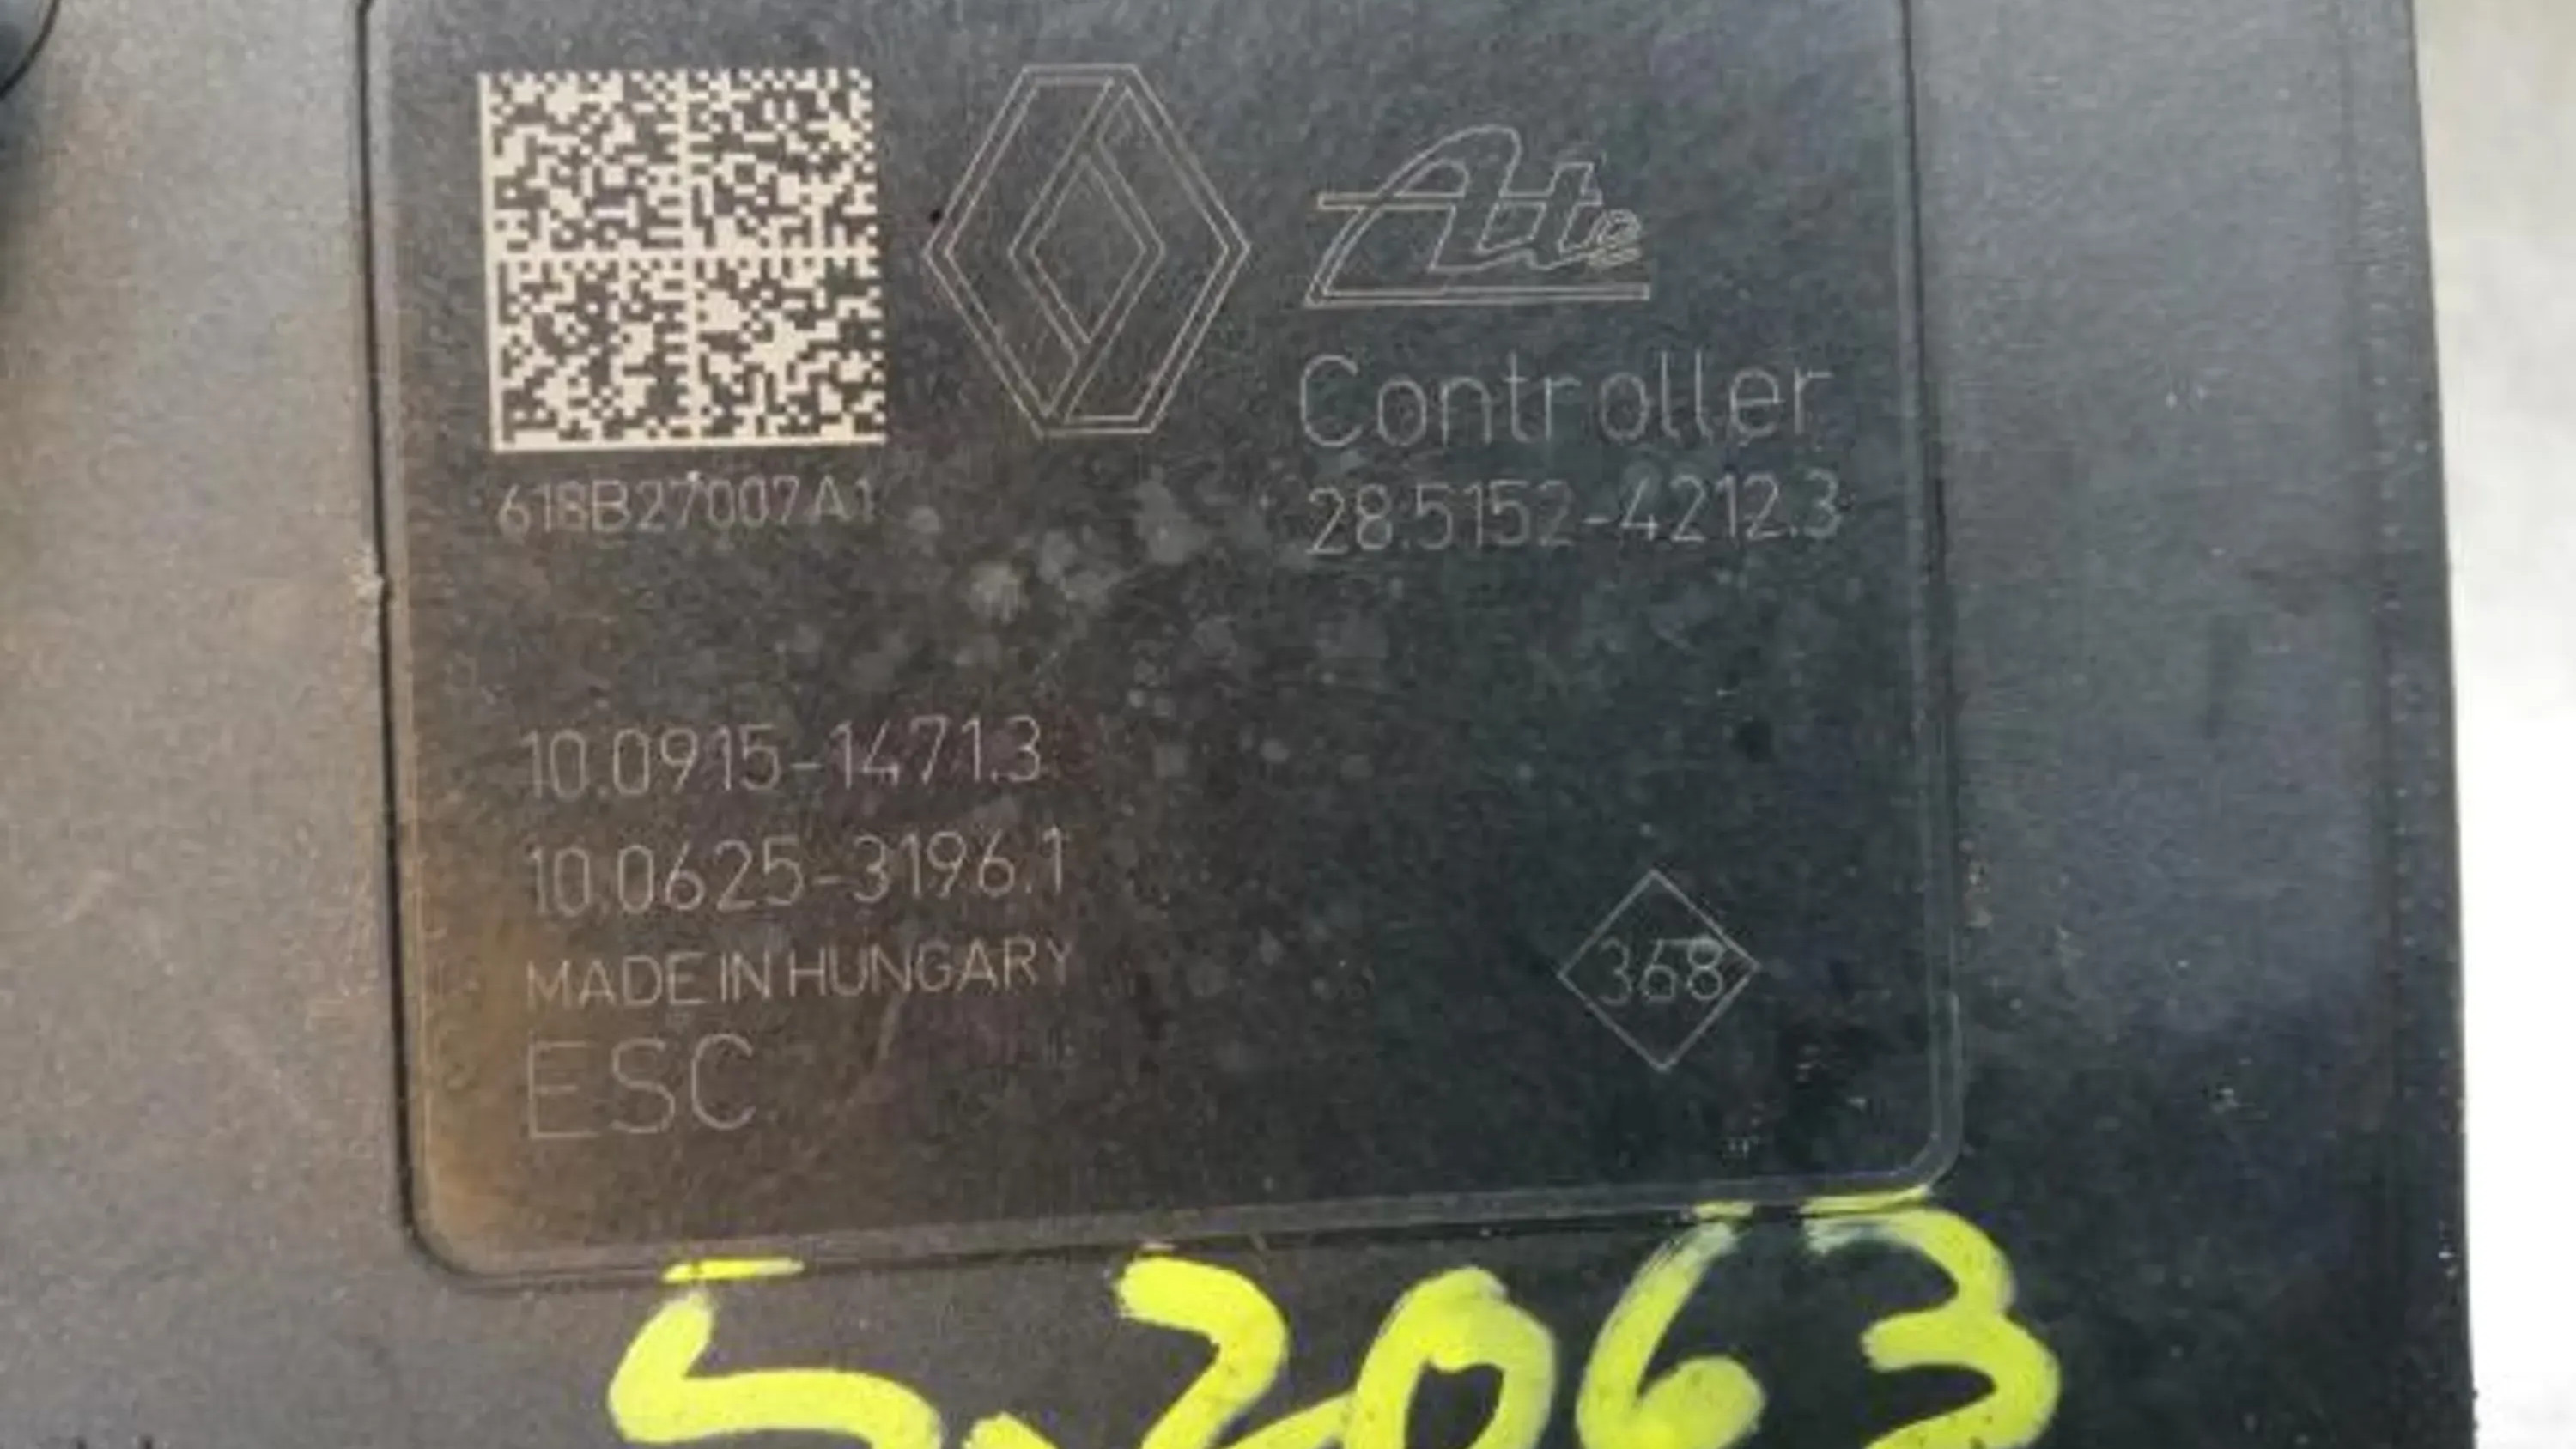 Ate
Controller
618B27007A1
28.5152-4212.3
10.0915-1471.3
10.0625-3196.1
MADE IN HUNGARY
368
ESC
5.2063